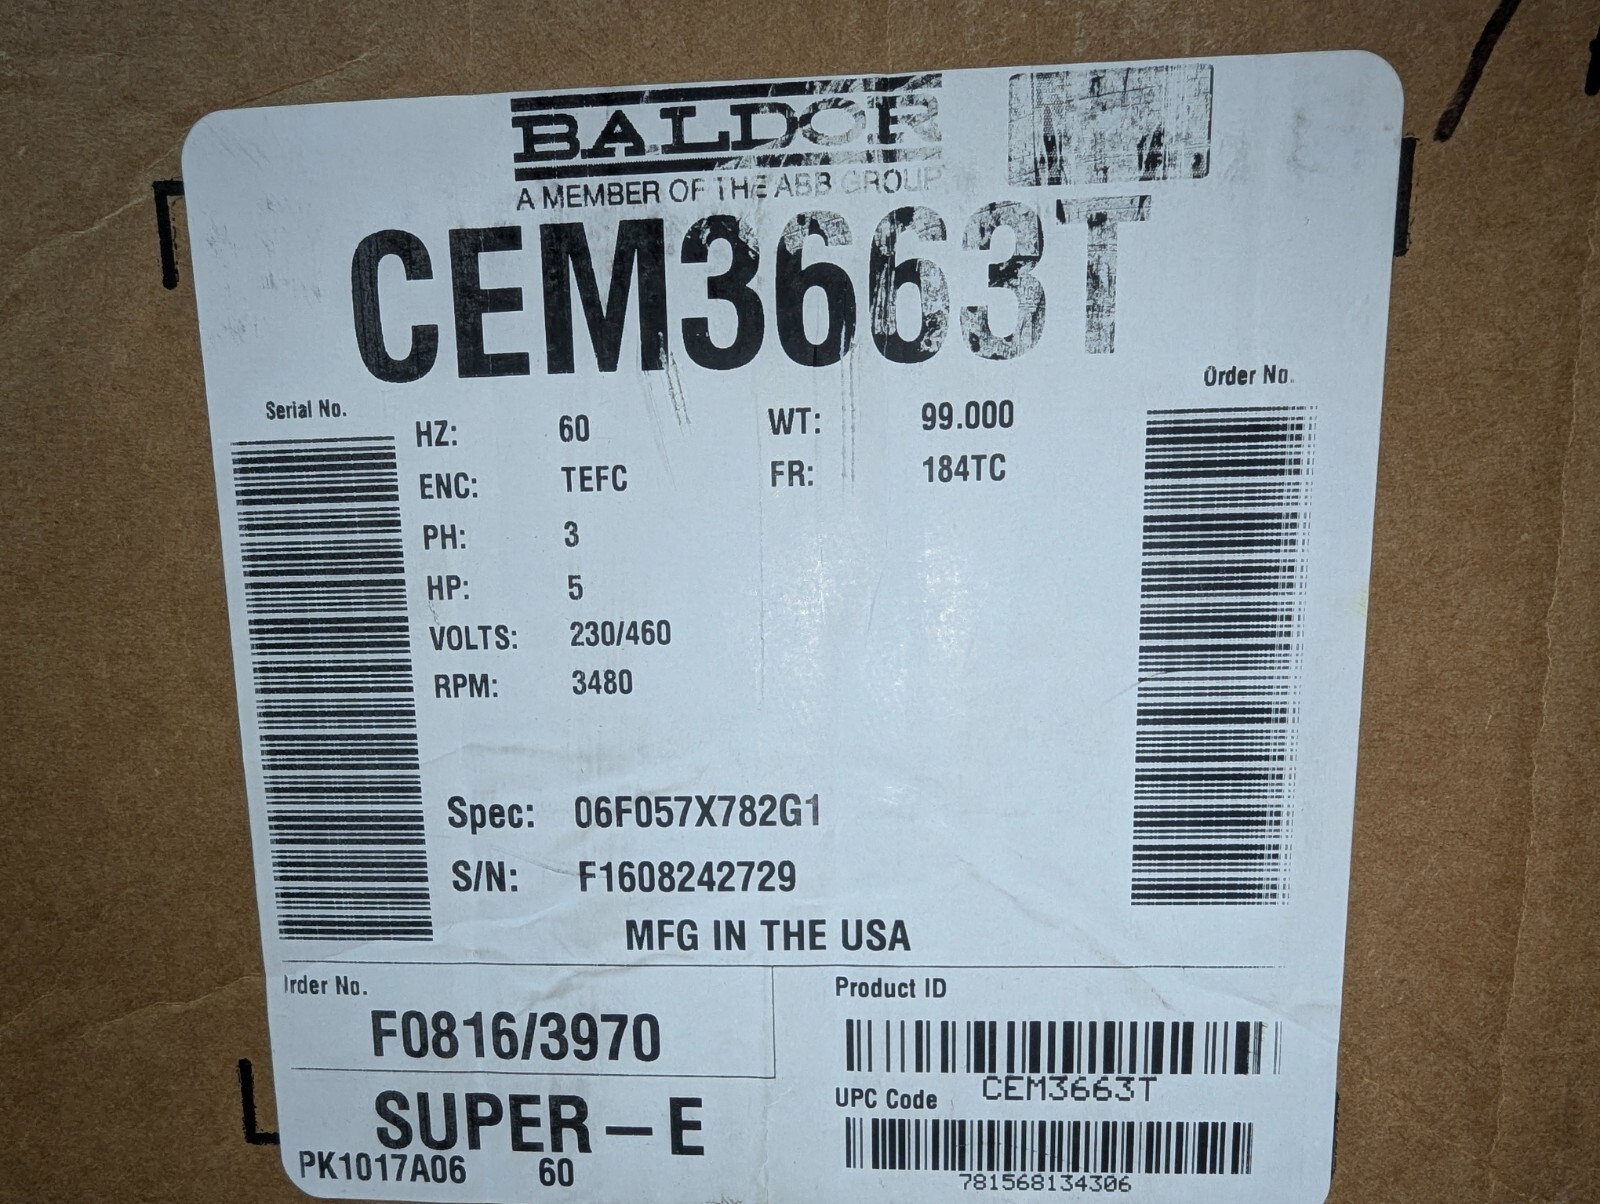 BALDOR
A MEMBER OF THE ABB GROUP
CEM3663T
Serial No.
Order No.
HZ: 60 WT: 99.000
ENC: TEFC FR: 184TC
PH: 3
HP: 5
VOLTS: 230/460
RPM: 3480
Spec: 06F057X782G1
S/N: F1608242729
MFG IN THE USA
rder No.
F0816/3970
Product ID
CEM3663T
SUPER-E
UPC Code
PK1017A06 60
781568134306